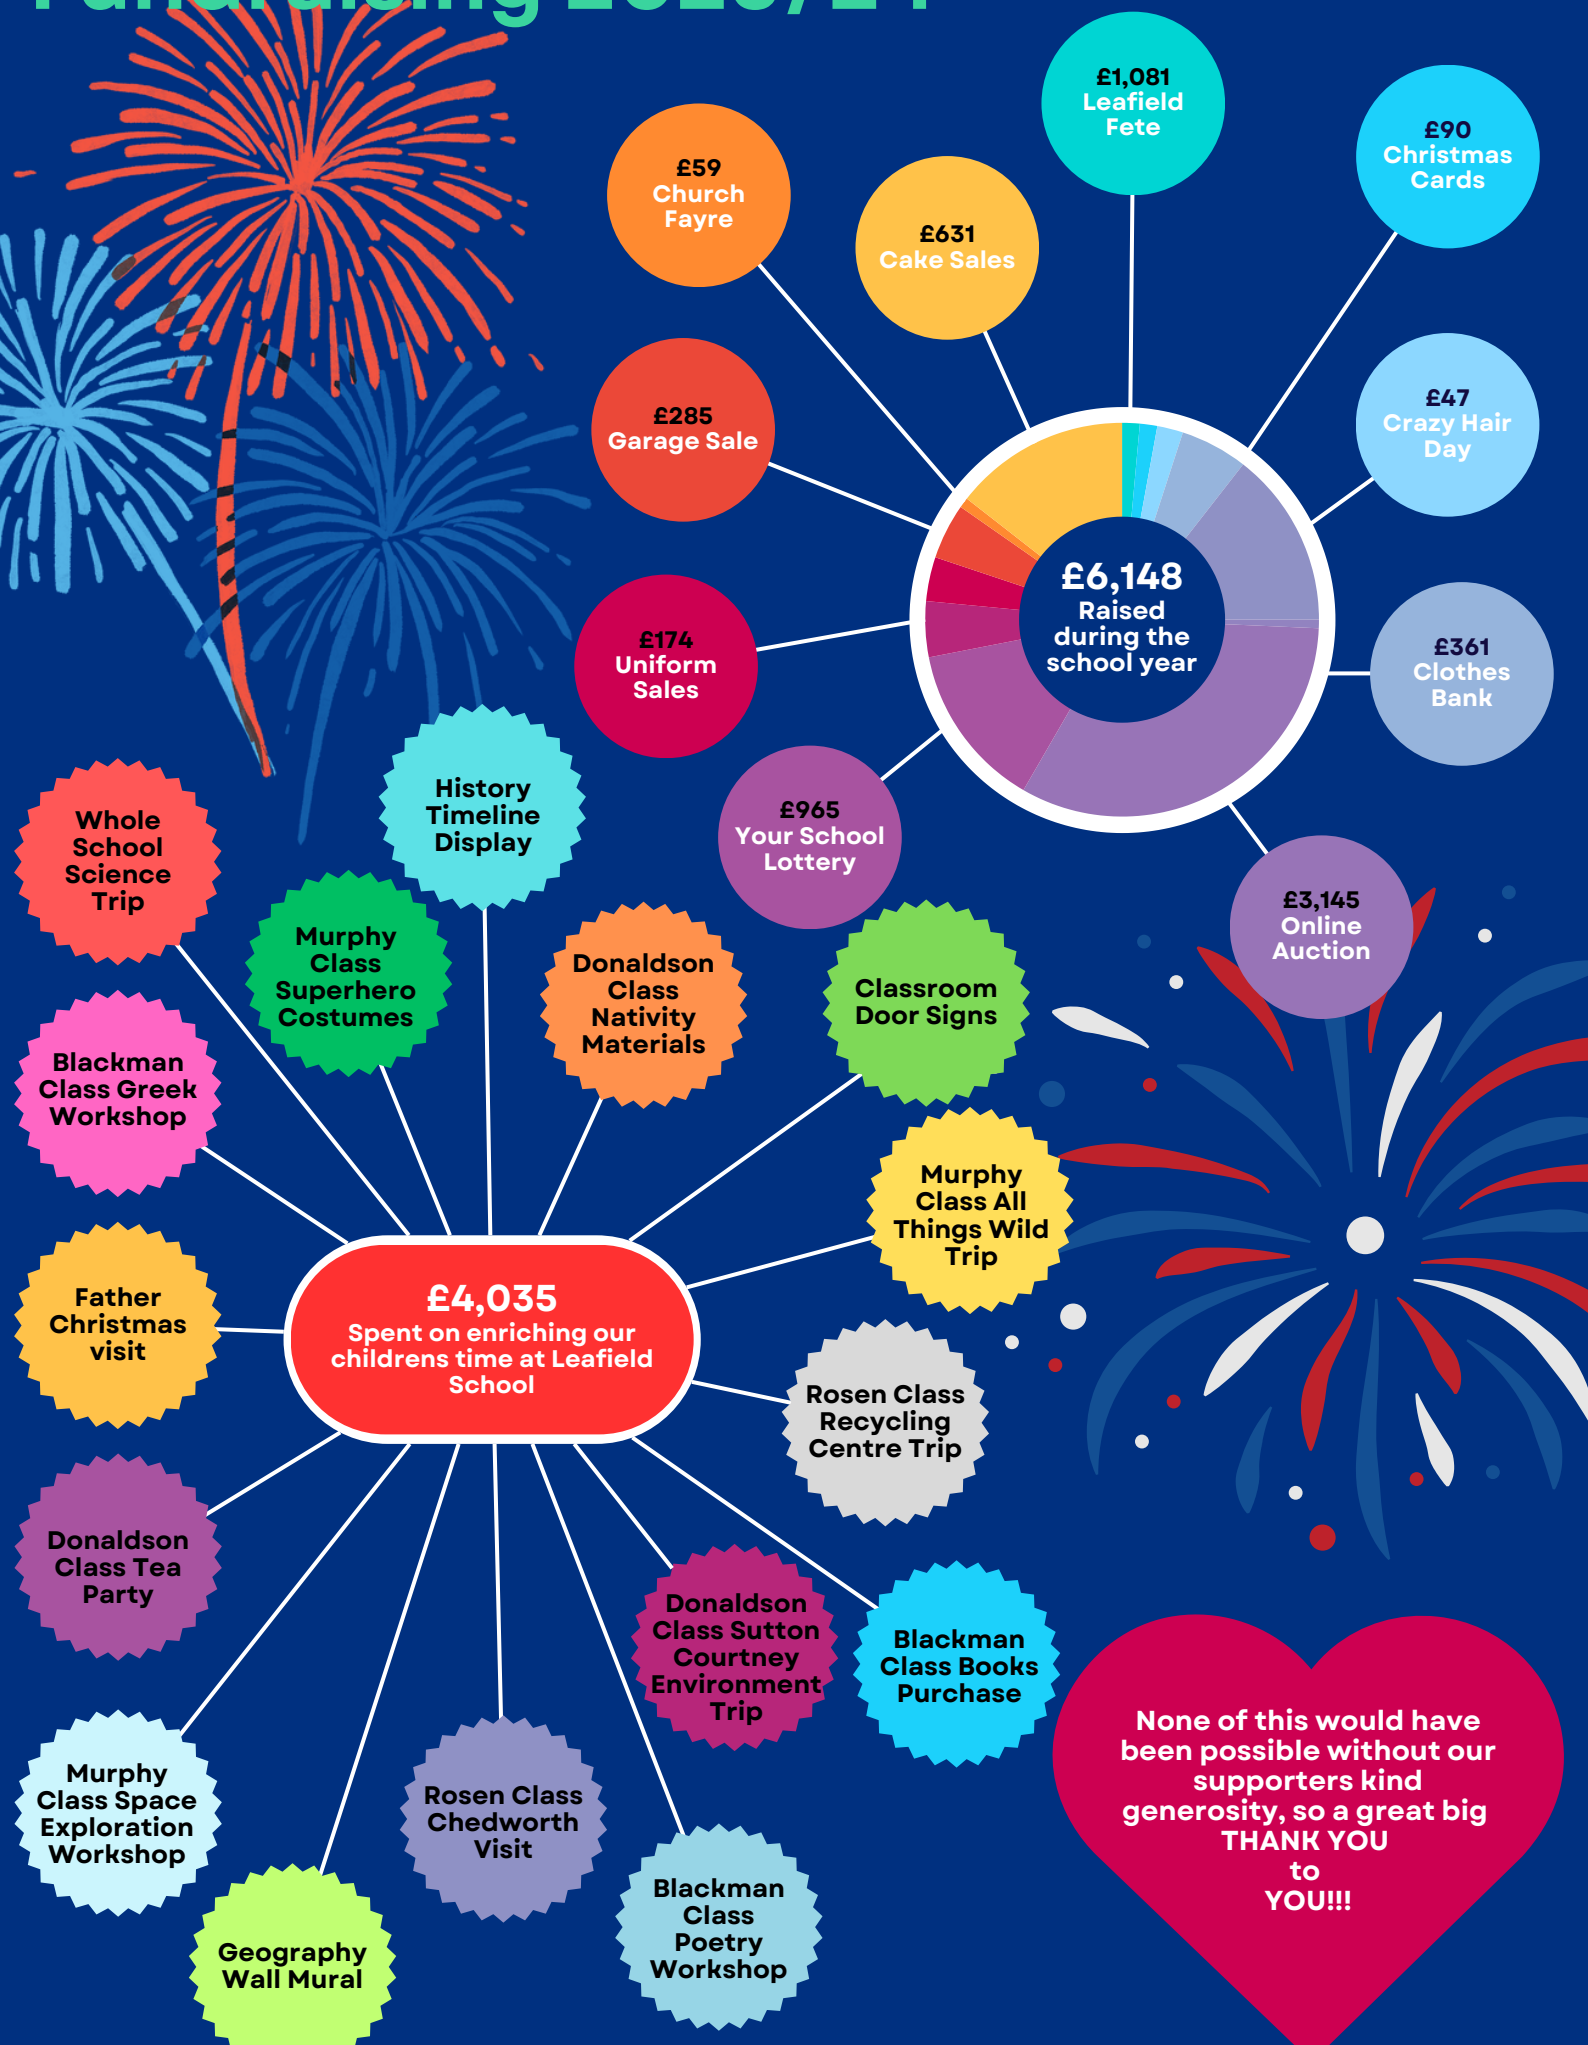 Fundraising 2023/24
£1,081
Leafield
Fete
£90
Christmas
Cards
£59
Church
Fayre
£631
Cake Sales
£47
Crazy Hair
Day
£285
Garage Sale
£6,148
Raised
during the
school year
£174
Uniform
Sales
£361
Clothes
Bank
£965
Your School
Lottery
£3,145
Online
Auction
History
Timeline
Display
Whole
School
Science
Trip
Murphy
Class
Superhero
Costumes
Donaldson
Class
Nativity
Materials
Classroom
Door Signs
Blackman
Class Greek
Workshop
Murphy
Class All
Things Wild
Trip
Father
Christmas
visit
£4,035
Spent on enriching our
childrens time at Leafield
School
Rosen Class
Recycling
Centre Trip
Donaldson
Class Tea
Party
Donaldson
Class Sutton
Courtney
Environment
Trip
Blackman
Class Books
Purchase
Murphy
Class Space
Exploration
Workshop
Rosen Class
Chedworth
Visit
Blackman
Class
Poetry
Workshop
Geography
Wall Mural
None of this would have
been possible without our
supporters kind
generosity, so a great big
THANK YOU
to
YOU!!!